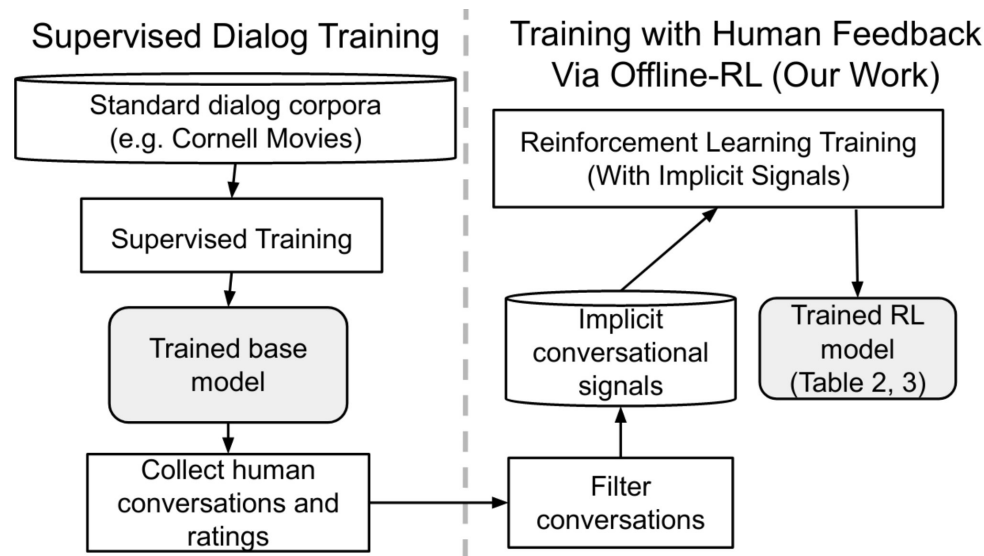 Supervised Dialog Training
Standard dialog corpora
(e.g. Cornell Movies)
Supervised Training
Trained base
model
Collect human
conversations and
ratings
Training with Human Feedback
Via Offline-RL (Our Work)
Reinforcement Learning Training
(With Implicit Signals)
Implicit
conversational
signals
Trained RL
model
(Table 2, 3)
Filter
conversations